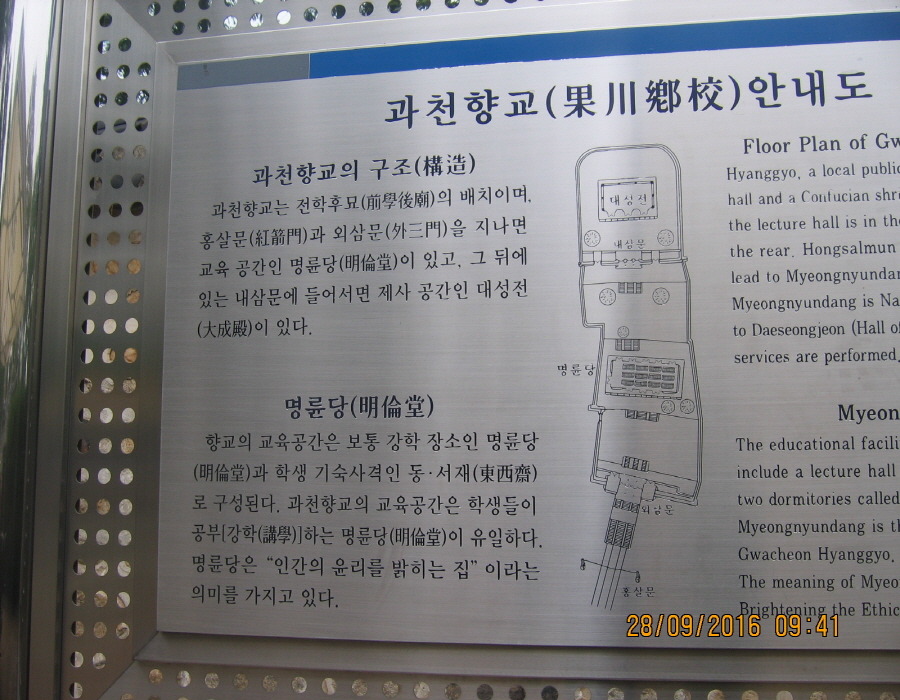 과천향교(果川鄕校)안내도
과천향교의 구조(構造)
과천향교는 전학후묘(前學後廟)의 배치이며,
홍살문(紅箭門)과 외삼문(外三門)을 지나면
교육 공간인 명륜당(明倫堂)이 있고, 그 뒤에
있는 내삼문에 들어서면 제사 공간인 대성전
(大成殿)이 있다.
명륜당(明倫堂)
향교의 교육공간은 보통 강학 장소인 명륜당
(明倫堂)과 학생 기숙사격인 동·서재(東西齋)
로 구성된다. 과천향교의 교육공간은 학생들이
공부[강학(講學)]하는 명륜당(明倫堂)이 유일하다.
명륜당은 “인간의 윤리를 밝히는 집” 이라는
의미를 가지고 있다.
대성전
내삼문
명륜당
외삼문
홍살문
Floor Plan of Gw
Hyanggyo, a local public
hall and a Confucian shr
the lecture hall is in the
the rear. Hongsalmun
lead to Myeongnyundan
Myeongnyundang is Na
to Daeseongjeon (Hall of
services are performed.
Myeon
The educational facili
include a lecture hall
two dormitories called
Myeongnyundang is th
Gwacheon Hyanggyo.
The meaning of Myeo
Brightening the Ethic
28/09/2016 09:41